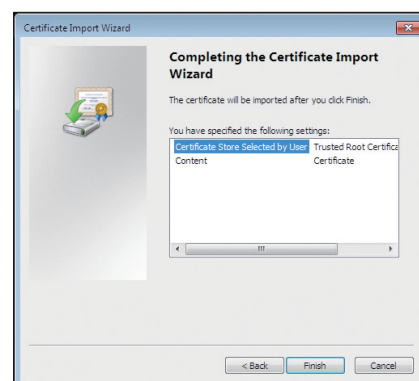 Certificate Import Wizard
Completing the Certificate Import
Wizard
The certificate will be imported after you click Finish.
You have specified the following settings:
Certificate Store Selected by User Trusted Root Certifica
Content Certificate
< Back Finish Cancel